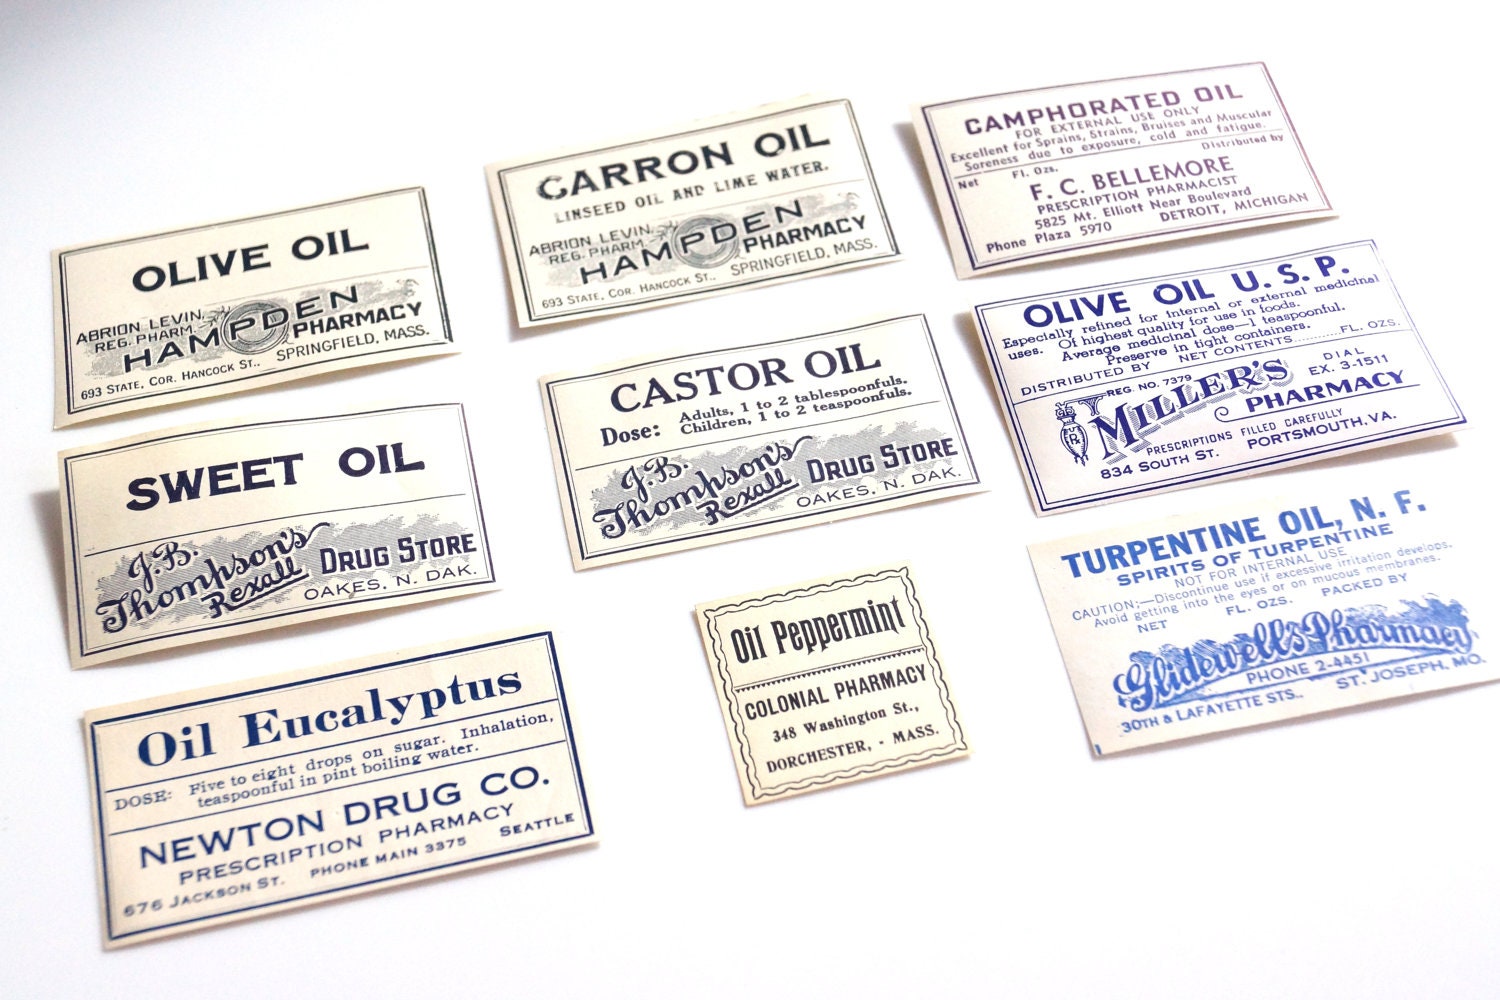 OLIVE OIL
ABRION LEVIN,
REG. PHARM.
HAMPDEN
PHARMACY
693 STATE, COR. HANCOCK ST..
SPRINGFIELD, MASS.
CARRON OIL
LINSEED OIL AND LIME WATER.
ABRION LEVIN,
REG. PHARM.
HAMPDEN
PHARMACY
693 STATE, COR. HANCOCK ST..
SPRINGFIELD, MASS.
CAMPHORATED OIL
FOR EXTERNAL USE ONLY
Excellent for Sprains, Strains, Bruises and Muscular
Soreness due to exposure, cold and fatigue.
Net Fl. Ozs. Distributed by
F. C. BELLEMORE
PRESCRIPTION PHARMACIST
5825 Mt. Elliott Near Boulevard
Phone Plaza 5970 DETROIT, MICHIGAN
SWEET OIL
J.B.
Thompson's
Rexall DRUG STORE
OAKES, N. DAK.
CASTOR OIL
Dose: Adults, 1 to 2 tablespoonfuls.
Children, 1 to 2 teaspoonfuls.
J.B.
Thompson's
Rexall DRUG STORE
OAKES, N. DAK.
OLIVE OIL U. S. P.
Especially refined for internal or external medicinal
uses. Of highest quality for use in foods.
Average medicinal dose—1 teaspoonful.
Preserve in tight containers.
DISTRIBUTED BY NET CONTENTS............FL. OZS.
REG. NO. 7379
DIAL
EX. 3-1511
MILLER'S
PHARMACY
PRESCRIPTIONS FILLED CAREFULLY
834 SOUTH ST. PORTSMOUTH, VA.
Oil Eucalyptus
DOSE: Five to eight drops on sugar. Inhalation,
teaspoonful in pint boiling water.
NEWTON DRUG CO.
PRESCRIPTION PHARMACY
676 JACKSON ST. PHONE MAIN 3375 SEATTLE
Oil Peppermint
COLONIAL PHARMACY
348 Washington St.,
DORCHESTER, - MASS.
TURPENTINE OIL, N. F.
SPIRITS OF TURPENTINE
NOT FOR INTERNAL USE
CAUTION;—Discontinue use if excessive irritation develops.
Avoid getting into the eyes or on mucous membranes.
NET FL. OZS. PACKED BY
Glidewell's Pharmacy
PHONE 2-4451
30TH & LAFAYETTE STS.. ST. JOSEPH, MO.